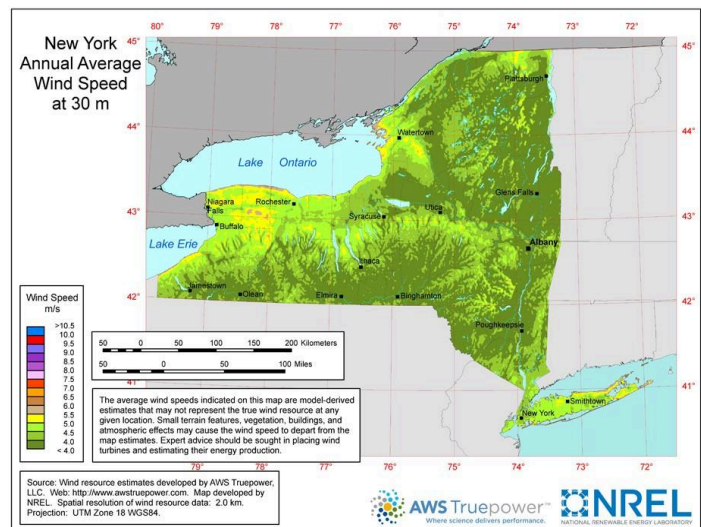 New York
Annual Average
Wind Speed
at 30 m
80° 79° 78° 77° 76° 75° 74° 73° 72°
45° 45°
Plattsburgh
44° 44°
Watertown
Lake Ontario
Glens Falls
Niagara
Falls
Rochester
Utica
43° 43°
Syracuse
Buffalo
Albany
Lake Erie
Ithaca
Jamestown
Olean
Elmira
Binghamton
42° 42°
Poughkeepsie
41° 41°
Smithtown
New York
79° 78° 77° 76° 75° 74° 73° 72°
Wind Speed
m/s
>10.5
10.0
9.5
9.0
8.5
8.0
7.5
7.0
6.5
6.0
5.5
5.0
4.5
4.0
< 4.0
50 0 50 100 150 200 Kilometers
50 0 50 100 Miles
The average wind speeds indicated on this map are model-derived
estimates that may not represent the true wind resource at any
given location. Small terrain features, vegetation, buildings, and
atmospheric effects may cause the wind speed to depart from the
map estimates. Expert advice should be sought in placing wind
turbines and estimating their energy production.
Source: Wind resource estimates developed by AWS Truepower,
LLC. Web: http://www.awstruepower.com. Map developed by
NREL. Spatial resolution of wind resource data: 2.0 km.
Projection: UTM Zone 18 WGS84.
AWS Truepower™
Where science delivers performance.
NREL
NATIONAL RENEWABLE ENERGY LABORATORY